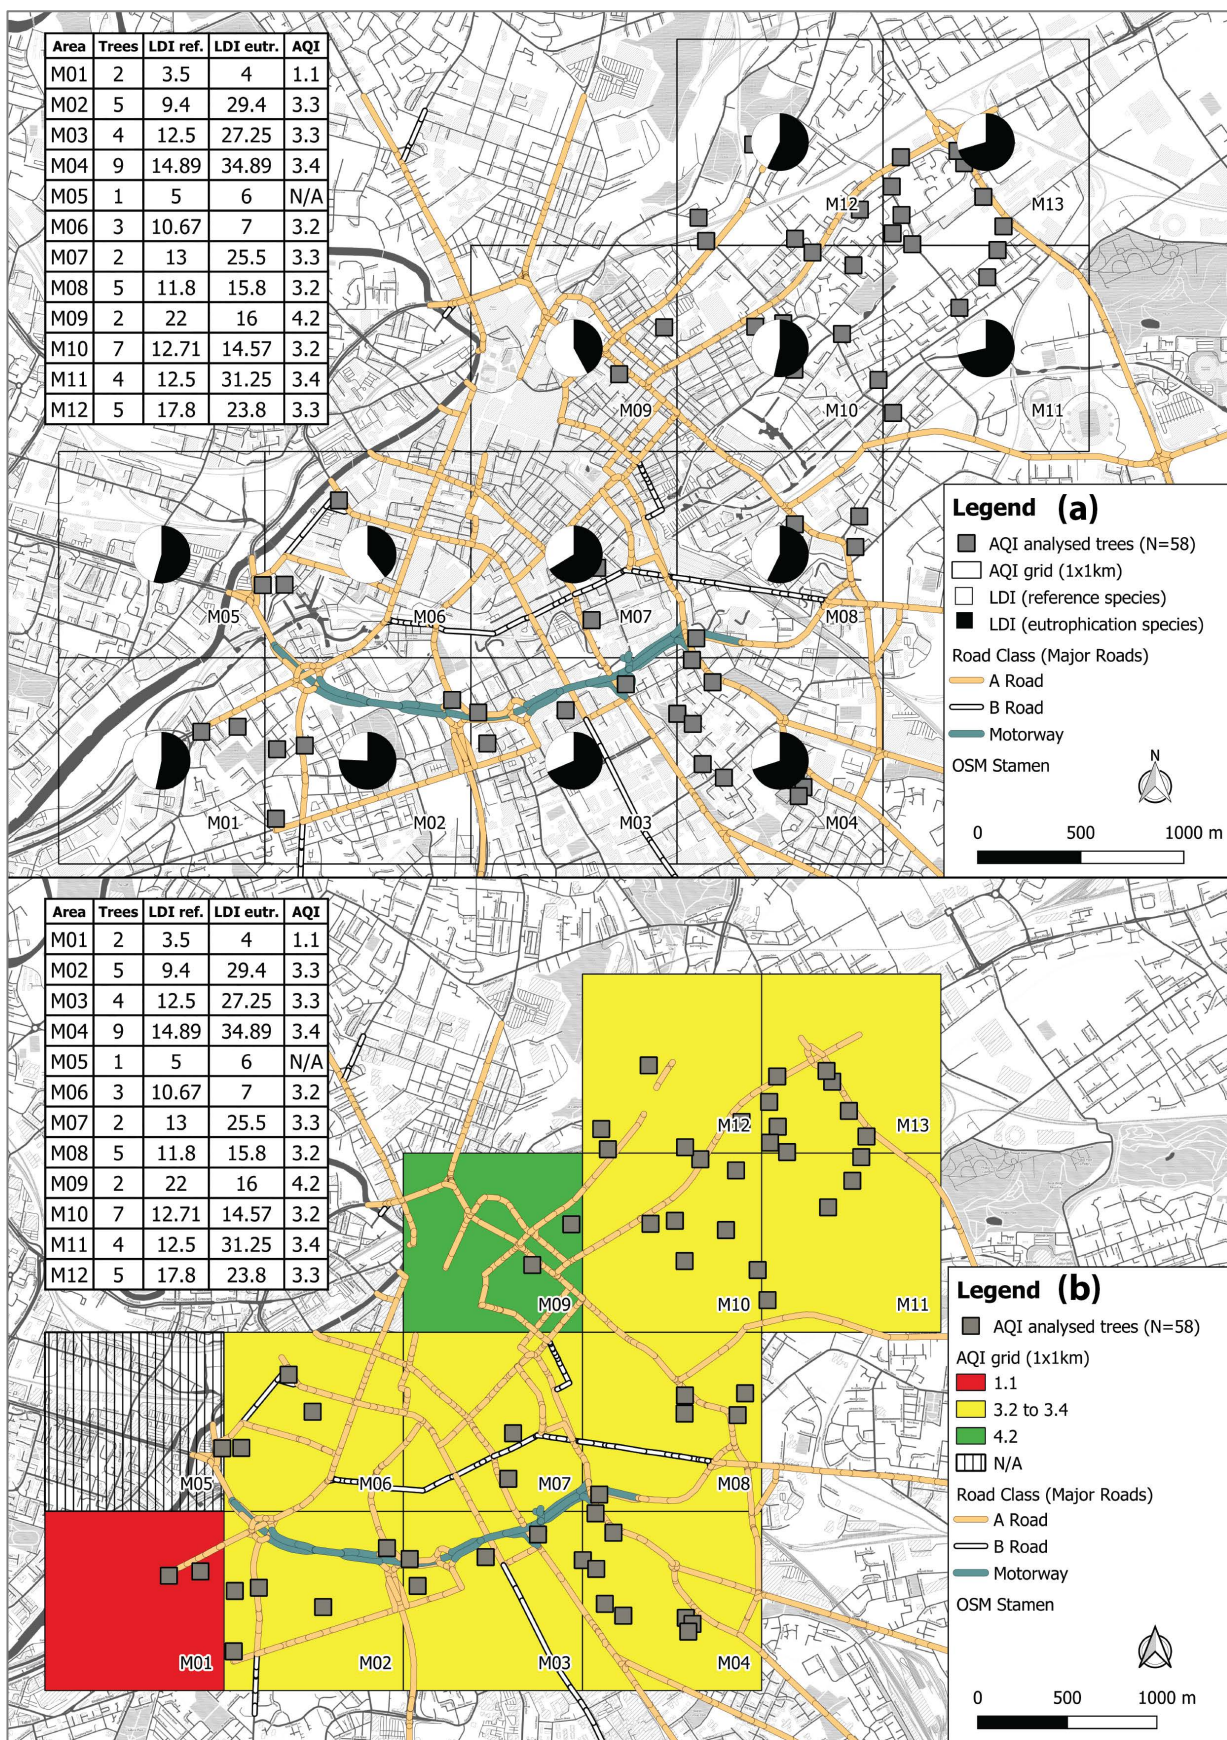 Area Trees LDI ref. LDI eutr. AQI
M01 2 3.5 4 1.1
M02 5 9.4 29.4 3.3
M03 4 12.5 27.25 3.3
M04 9 14.89 34.89 3.4
M05 1 5 6 N/A
M06 3 10.67 7 3.2
M07 2 13 25.5 3.3
M08 5 11.8 15.8 3.2
M09 2 22 16 4.2
M10 7 12.71 14.57 3.2
M11 4 12.5 31.25 3.4
M12 5 17.8 23.8 3.3
M12 M13
M09 M10 M11
M05 M06 M07 M08
M01 M02 M03 M04
Legend (a)
AQI analysed trees (N=58)
AQI grid (1x1km)
LDI (reference species)
LDI (eutrophication species)
Road Class (Major Roads)
A Road
B Road
Motorway
OSM Stamen
N
0 500 1000 m
Area Trees LDI ref. LDI eutr. AQI
M01 2 3.5 4 1.1
M02 5 9.4 29.4 3.3
M03 4 12.5 27.25 3.3
M04 9 14.89 34.89 3.4
M05 1 5 6 N/A
M06 3 10.67 7 3.2
M07 2 13 25.5 3.3
M08 5 11.8 15.8 3.2
M09 2 22 16 4.2
M10 7 12.71 14.57 3.2
M11 4 12.5 31.25 3.4
M12 5 17.8 23.8 3.3
M12 M13
M09 M10 M11
M05 M06 M07 M08
M01 M02 M03 M04
Legend (b)
AQI analysed trees (N=58)
AQI grid (1x1km)
1.1
3.2 to 3.4
4.2
N/A
Road Class (Major Roads)
A Road
B Road
Motorway
OSM Stamen
0 500 1000 m